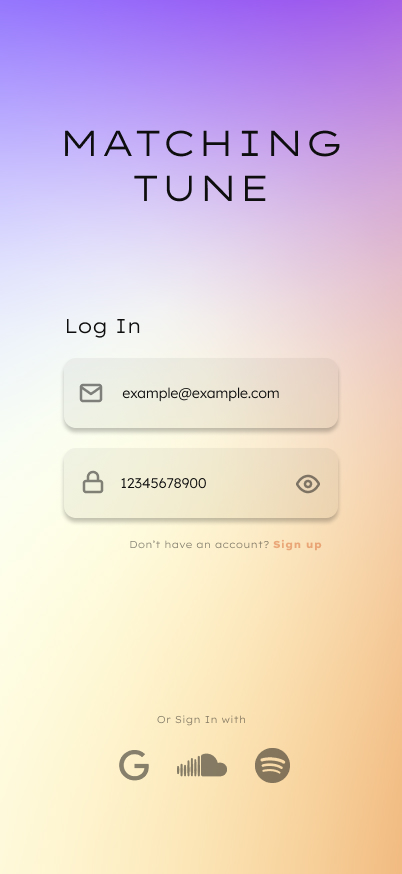 MATCHING
TUNE
Log In
example@example.com
12345678900
Don't have an account? Sign up
Or Sign In with